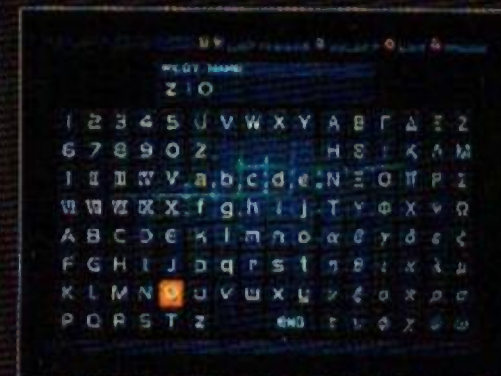 PILOT NAME
ZIO
1 2 3 4 5 U V W X Y Α Β Γ Δ Ε Ζ
6 7 8 9 0 Z Η Θ Ι Κ Λ Μ
Ⅰ Ⅱ Ⅲ Ⅳ Ⅴ a b c d e Ν Ξ Ο Π Ρ Σ
Ⅵ Ⅶ Ⅷ Ⅸ Ⅹ f g h i j Τ Υ Φ Χ Ψ Ω
A B C D E k l m n o α β γ δ ε ζ
F G H I J p q r s t η θ ι κ λ μ
K L M N O u v w x y ν ξ ο π ρ σ
P Q R S T z END τ υ φ χ ψ ω